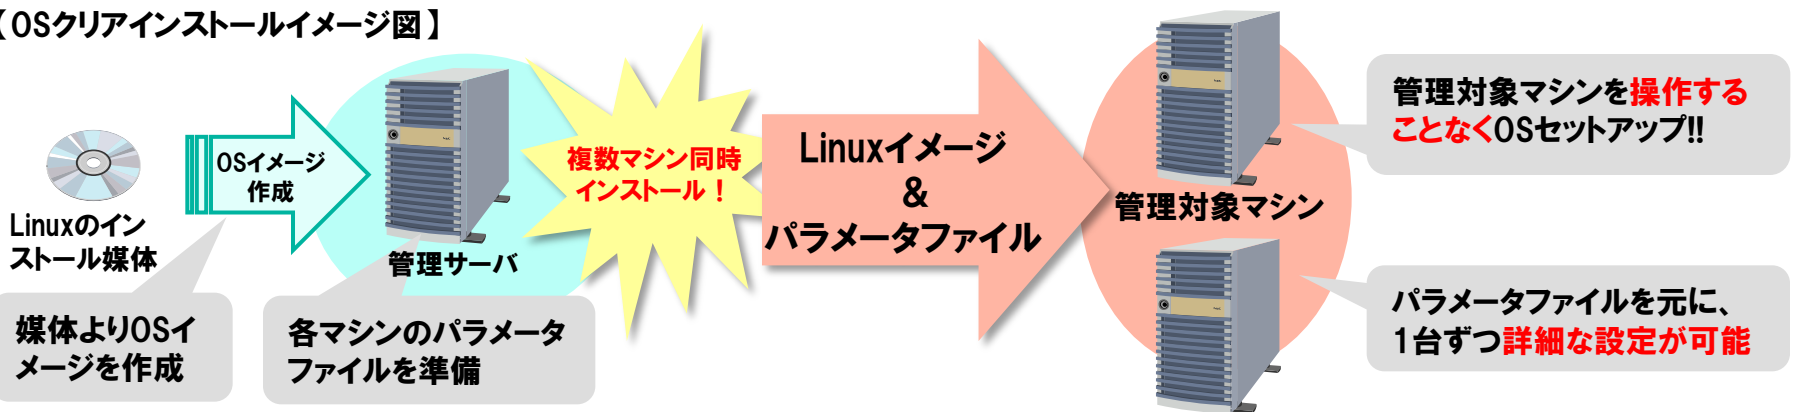 【OSクリアインストールイメージ図】
Linuxのイン
ストール媒体
OSイメージ
作成
媒体よりOSイ
メージを作成
管理サーバ
各マシンのパラメータ
ファイルを準備
複数マシン同時
インストール！
Linuxイメージ
&
パラメータファイル
管理対象マシン
管理対象マシンを操作する
ことなくOSセットアップ!!
パラメータファイルを元に、
1台ずつ詳細な設定が可能